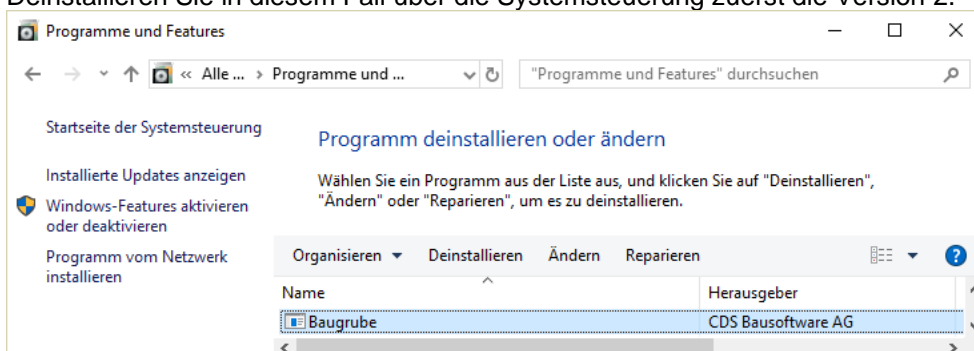 Deinstallieren Sie in diesem Fall über die Systemsteuerung zuerst die Version 2.
Programme und Features
« Alle ... > Programme und ...
"Programme und Features" durchsuchen
Startseite der Systemsteuerung
Installierte Updates anzeigen
Windows-Features aktivieren
oder deaktivieren
Programm vom Netzwerk
installieren
Programm deinstallieren oder ändern
Wählen Sie ein Programm aus der Liste aus, und klicken Sie auf "Deinstallieren",
"Ändern" oder "Reparieren", um es zu deinstallieren.
Organisieren Deinstallieren Ändern Reparieren
Name Herausgeber
Baugrube CDS Bausoftware AG